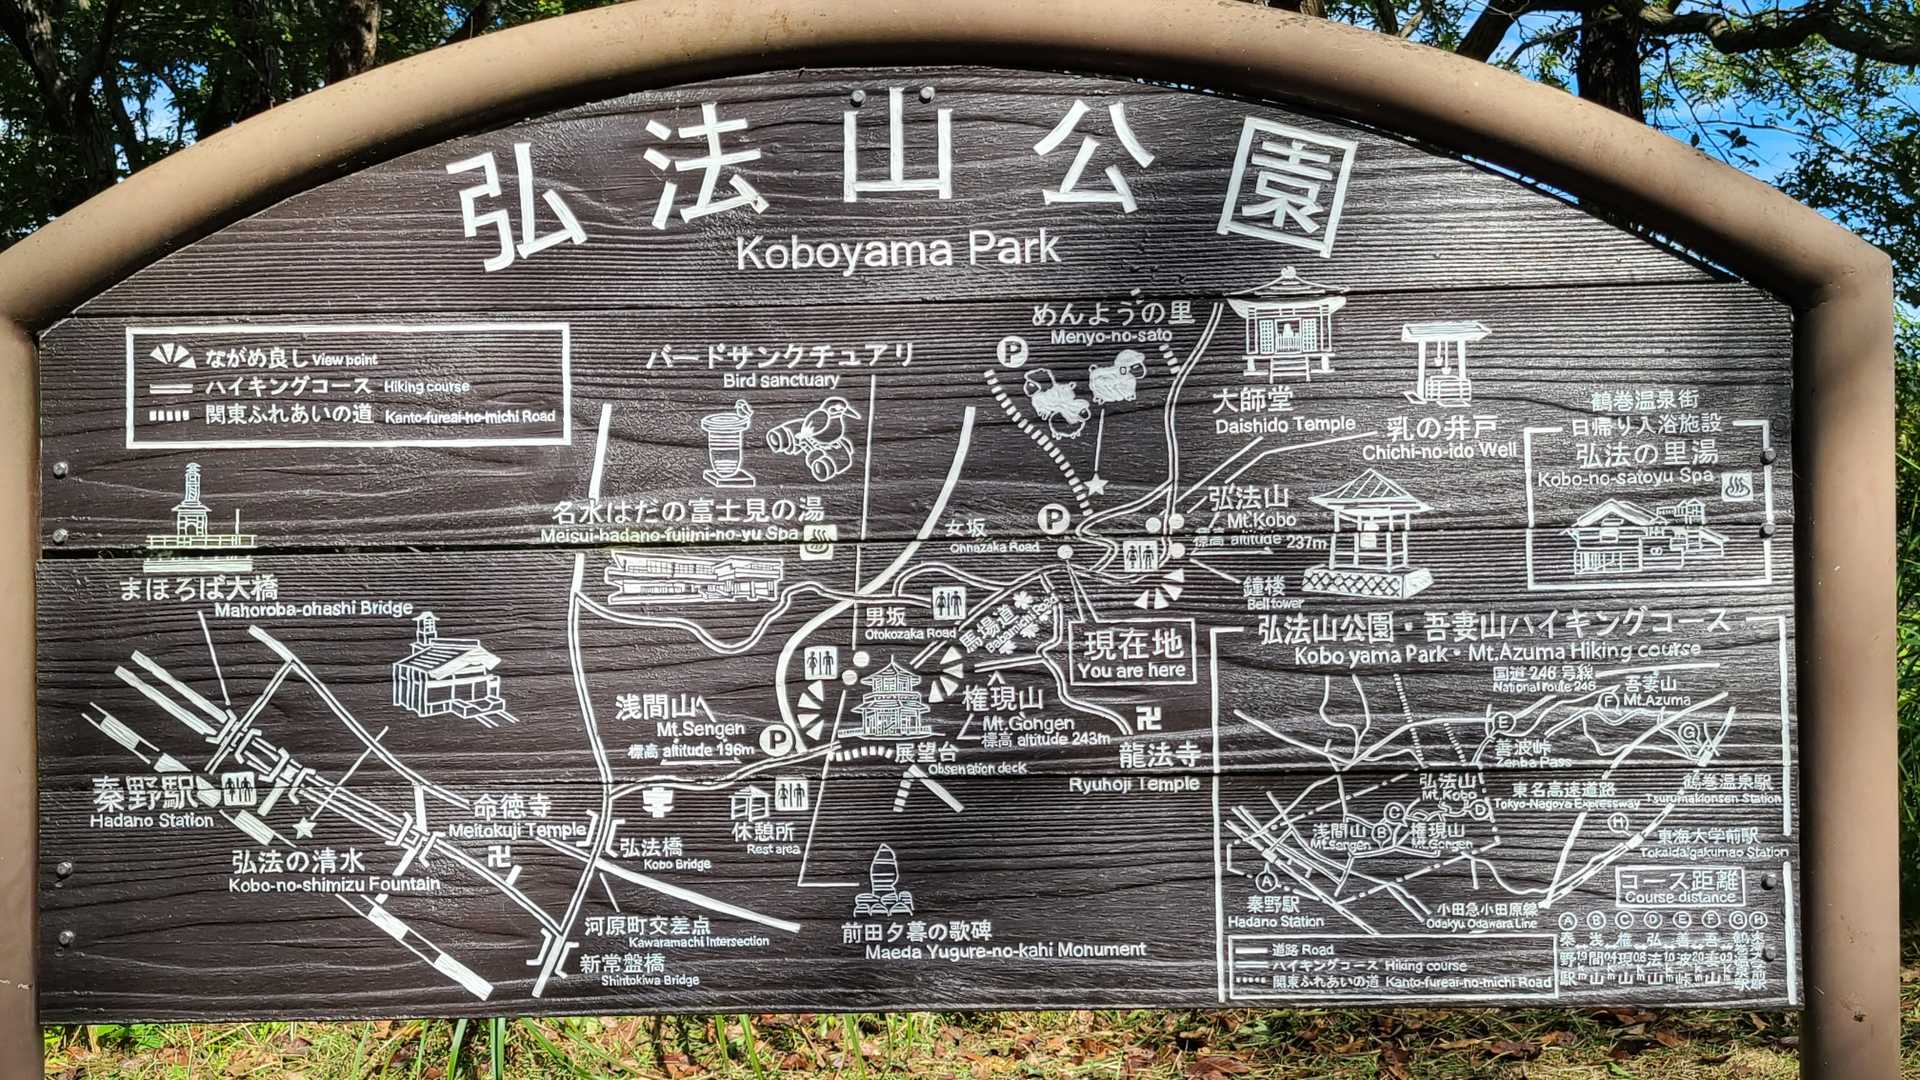 弘法山公園
Koboyama Park
ながめ良し View point
ハイキングコース Hiking course
関東ふれあいの道 Kanto-fureai-no-michi Road
バードサンクチュアリ
Bird sanctuary
めんようの里
Menyo-no-sato
P
大師堂
Daishido Temple
乳の井戸
Chichi-no-ido Well
鶴巻温泉街
日帰り入浴施設
弘法の里湯
Kobo-no-satoyu Spa
まほろば大橋
Mahoroba-ohashi Bridge
名水はだの富士見の湯
Meisui-hadano-fujimi-no-yu Spa
女坂
Onnazaka Road
P
弘法山
Mt.Kobo
標高 altitude 237m
鐘楼
Bell tower
男坂
Otokozaka Road
馬場道
Babamichi Road
現在地
You are here
浅間山
Mt.Sengen
標高 altitude 196m
P
権現山
Mt.Gohgen
標高 altitude 243m
展望台
Obsenation deck
卍
龍法寺
Ryuhoji Temple
秦野駅
Hadano Station
弘法の清水
Kobo-no-shimizu Fountain
命徳寺
Meitokuji Temple
卍
弘法橋
Kobo Bridge
休憩所
Rest area
河原町交差点
Kawaramachi Intersection
新常盤橋
Shintokiwa Bridge
前田夕暮の歌碑
Maeda Yugure-no-kahi Monument
弘法山公園・吾妻山ハイキングコース
Kobo yama Park・Mt.Azuma Hiking course
国道246号線
National route 246
吾妻山
Mt.Azuma
E
F
G
善波峠
Zenba Pass
弘法山
Mt.Kobo
東名高速道路
Tokyo-Nagoya Expressway
鶴巻温泉駅
Tsurumakionsen Station
浅間山
Mt.Sengen
B
C
D
権現山
Mt.Gongen
H
東海大学前駅
Tokaidaigakumae Station
A
秦野駅
Hadano Station
小田急小田原線
Odakyu Odawara Line
コース距離
Course distance
A B C D E F G H
道路 Road
ハイキングコース Hiking course
関東ふれあいの道 Kanto-fureai-no-michi Road